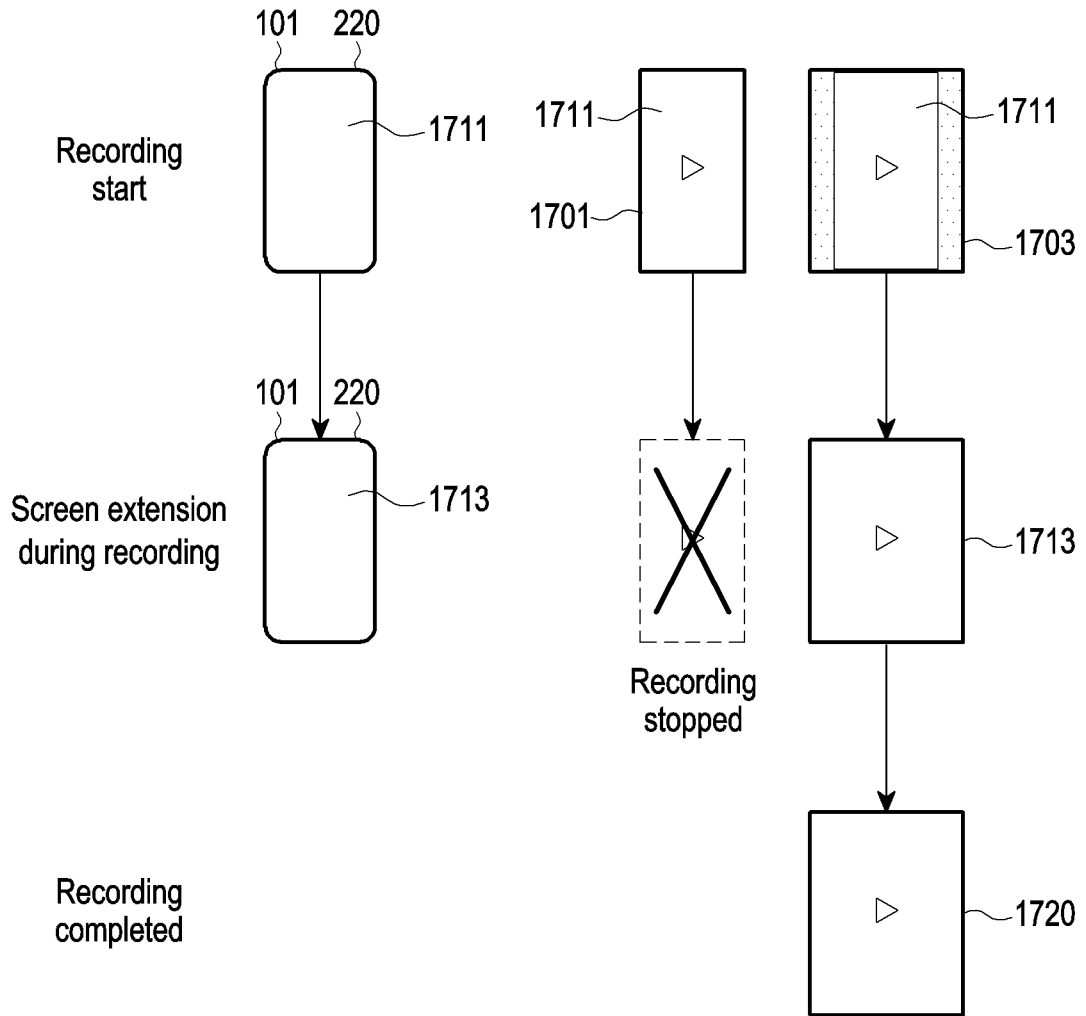 101 220
1711
1711
1711
Recording
start
1701
1703
101 220
1713
Screen extension
during recording
1713
Recording
stopped
Recording
completed
1720